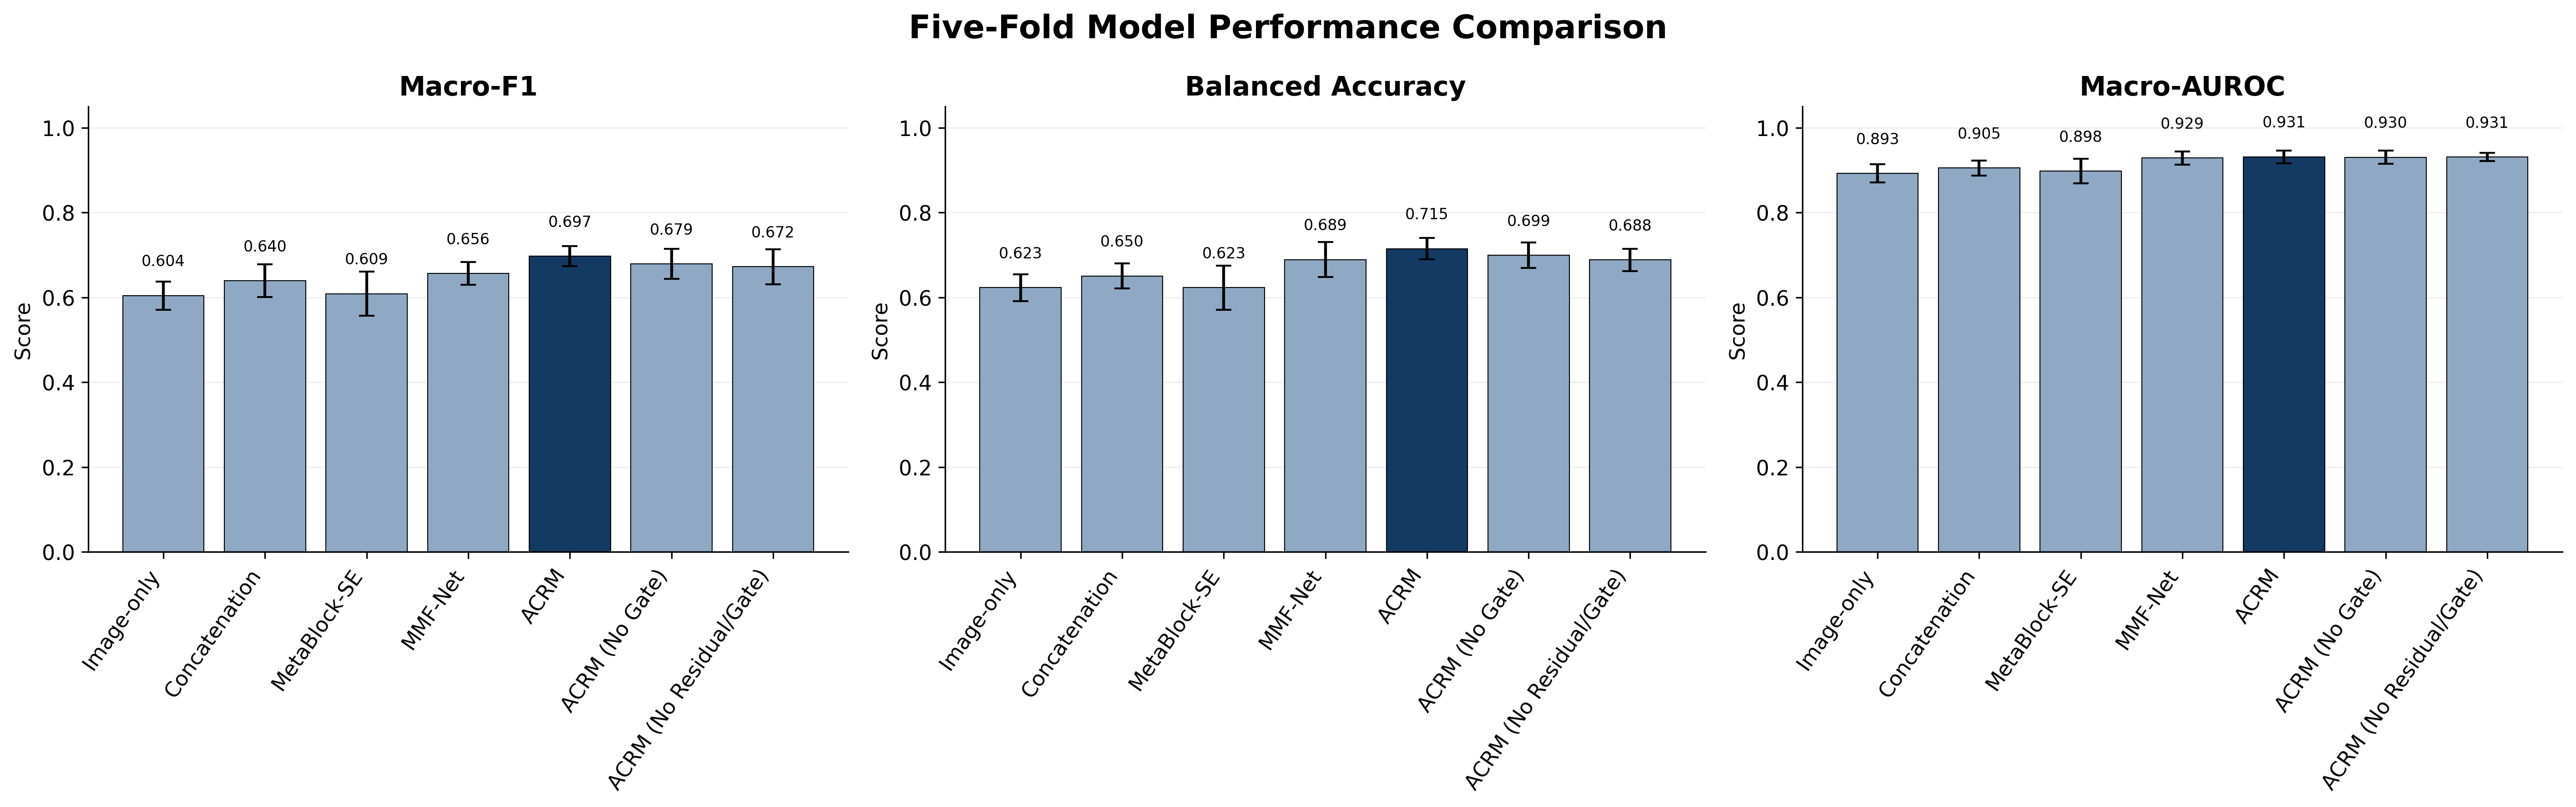 Five-Fold Model Performance Comparison
Macro-F1
Score
1.0
0.8
0.6
0.4
0.2
0.0
0.604
0.640
0.609
0.656
0.697
0.679
0.672
Image-only
Concatenation
MetaBlock-SE
MMF-Net
ACRM
ACRM (No Gate)
ACRM (No Residual/Gate)
Balanced Accuracy
Score
1.0
0.8
0.6
0.4
0.2
0.0
0.623
0.650
0.623
0.689
0.715
0.699
0.688
Image-only
Concatenation
MetaBlock-SE
MMF-Net
ACRM
ACRM (No Gate)
ACRM (No Residual/Gate)
Macro-AUROC
Score
1.0
0.8
0.6
0.4
0.2
0.0
0.893
0.905
0.898
0.929
0.931
0.930
0.931
Image-only
Concatenation
MetaBlock-SE
MMF-Net
ACRM
ACRM (No Gate)
ACRM (No Residual/Gate)